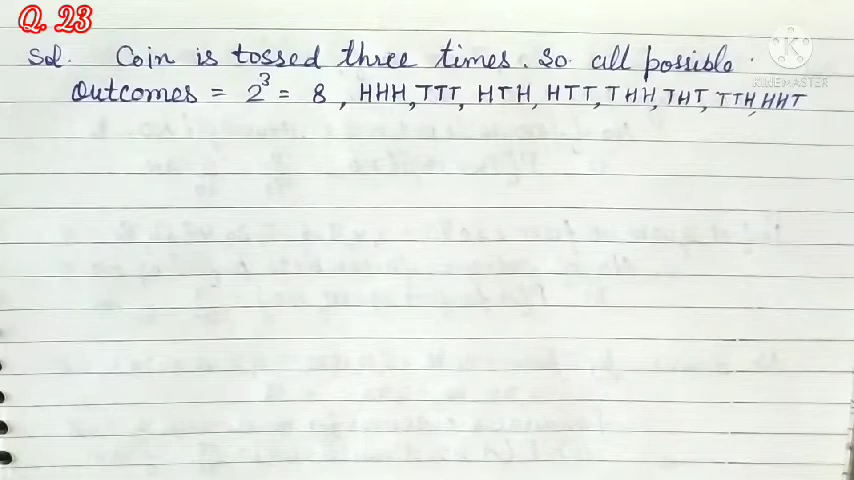 Q. 23
Sol. Coin is tossed three times. So all possible
Outcomes = 2³ = 8, HHH, TTT, HTH, HTT, THH, THT, TTH, HHT
KINEMASTER